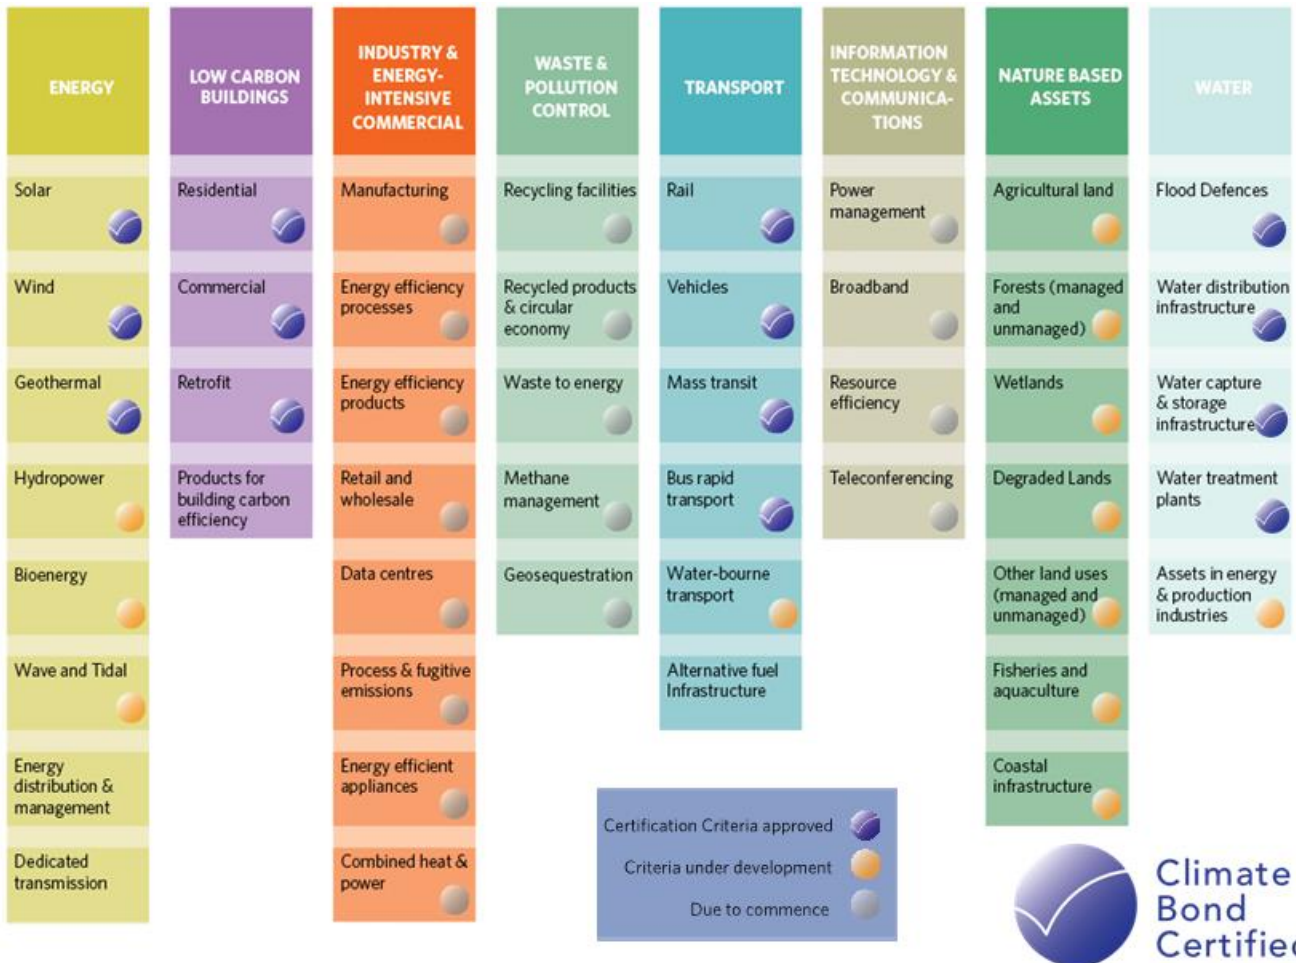 ENERGY
Solar
Wind
Geothermal
Hydropower
Bioenergy
Wave and Tidal
Energy
distribution &
management
Dedicated
transmission
LOW CARBON
BUILDINGS
Residential
Commercial
Retrofit
Products for
building carbon
efficiency
INDUSTRY &
ENERGY-
INTENSIVE
COMMERCIAL
Manufacturing
Energy efficiency
processes
Energy efficiency
products
Retail and
wholesale
Data centres
Process & fugitive
emissions
Energy efficient
appliances
Combined heat &
power
WASTE &
POLLUTION
CONTROL
Recycling facilities
Recycled products
& circular
economy
Waste to energy
Methane
management
Geosequestration
TRANSPORT
Rail
Vehicles
Mass transit
Bus rapid
transport
Water-bourne
transport
Alternative fuel
Infrastructure
INFORMATION
TECHNOLOGY &
COMMUNICA-
TIONS
Power
management
Broadband
Resource
efficiency
Teleconferencing
NATURE BASED
ASSETS
Agricultural land
Forests (managed
and
unmanaged)
Wetlands
Degraded Lands
Other land uses
(managed and
unmanaged)
Fisheries and
aquaculture
Coastal
infrastructure
WATER
Flood Defences
Water distribution
infrastructure
Water capture
& storage
infrastructure
Water treatment
plants
Assets in energy
& production
industries
Certification Criteria approved
Criteria under development
Due to commence
Climate
Bond
Certified